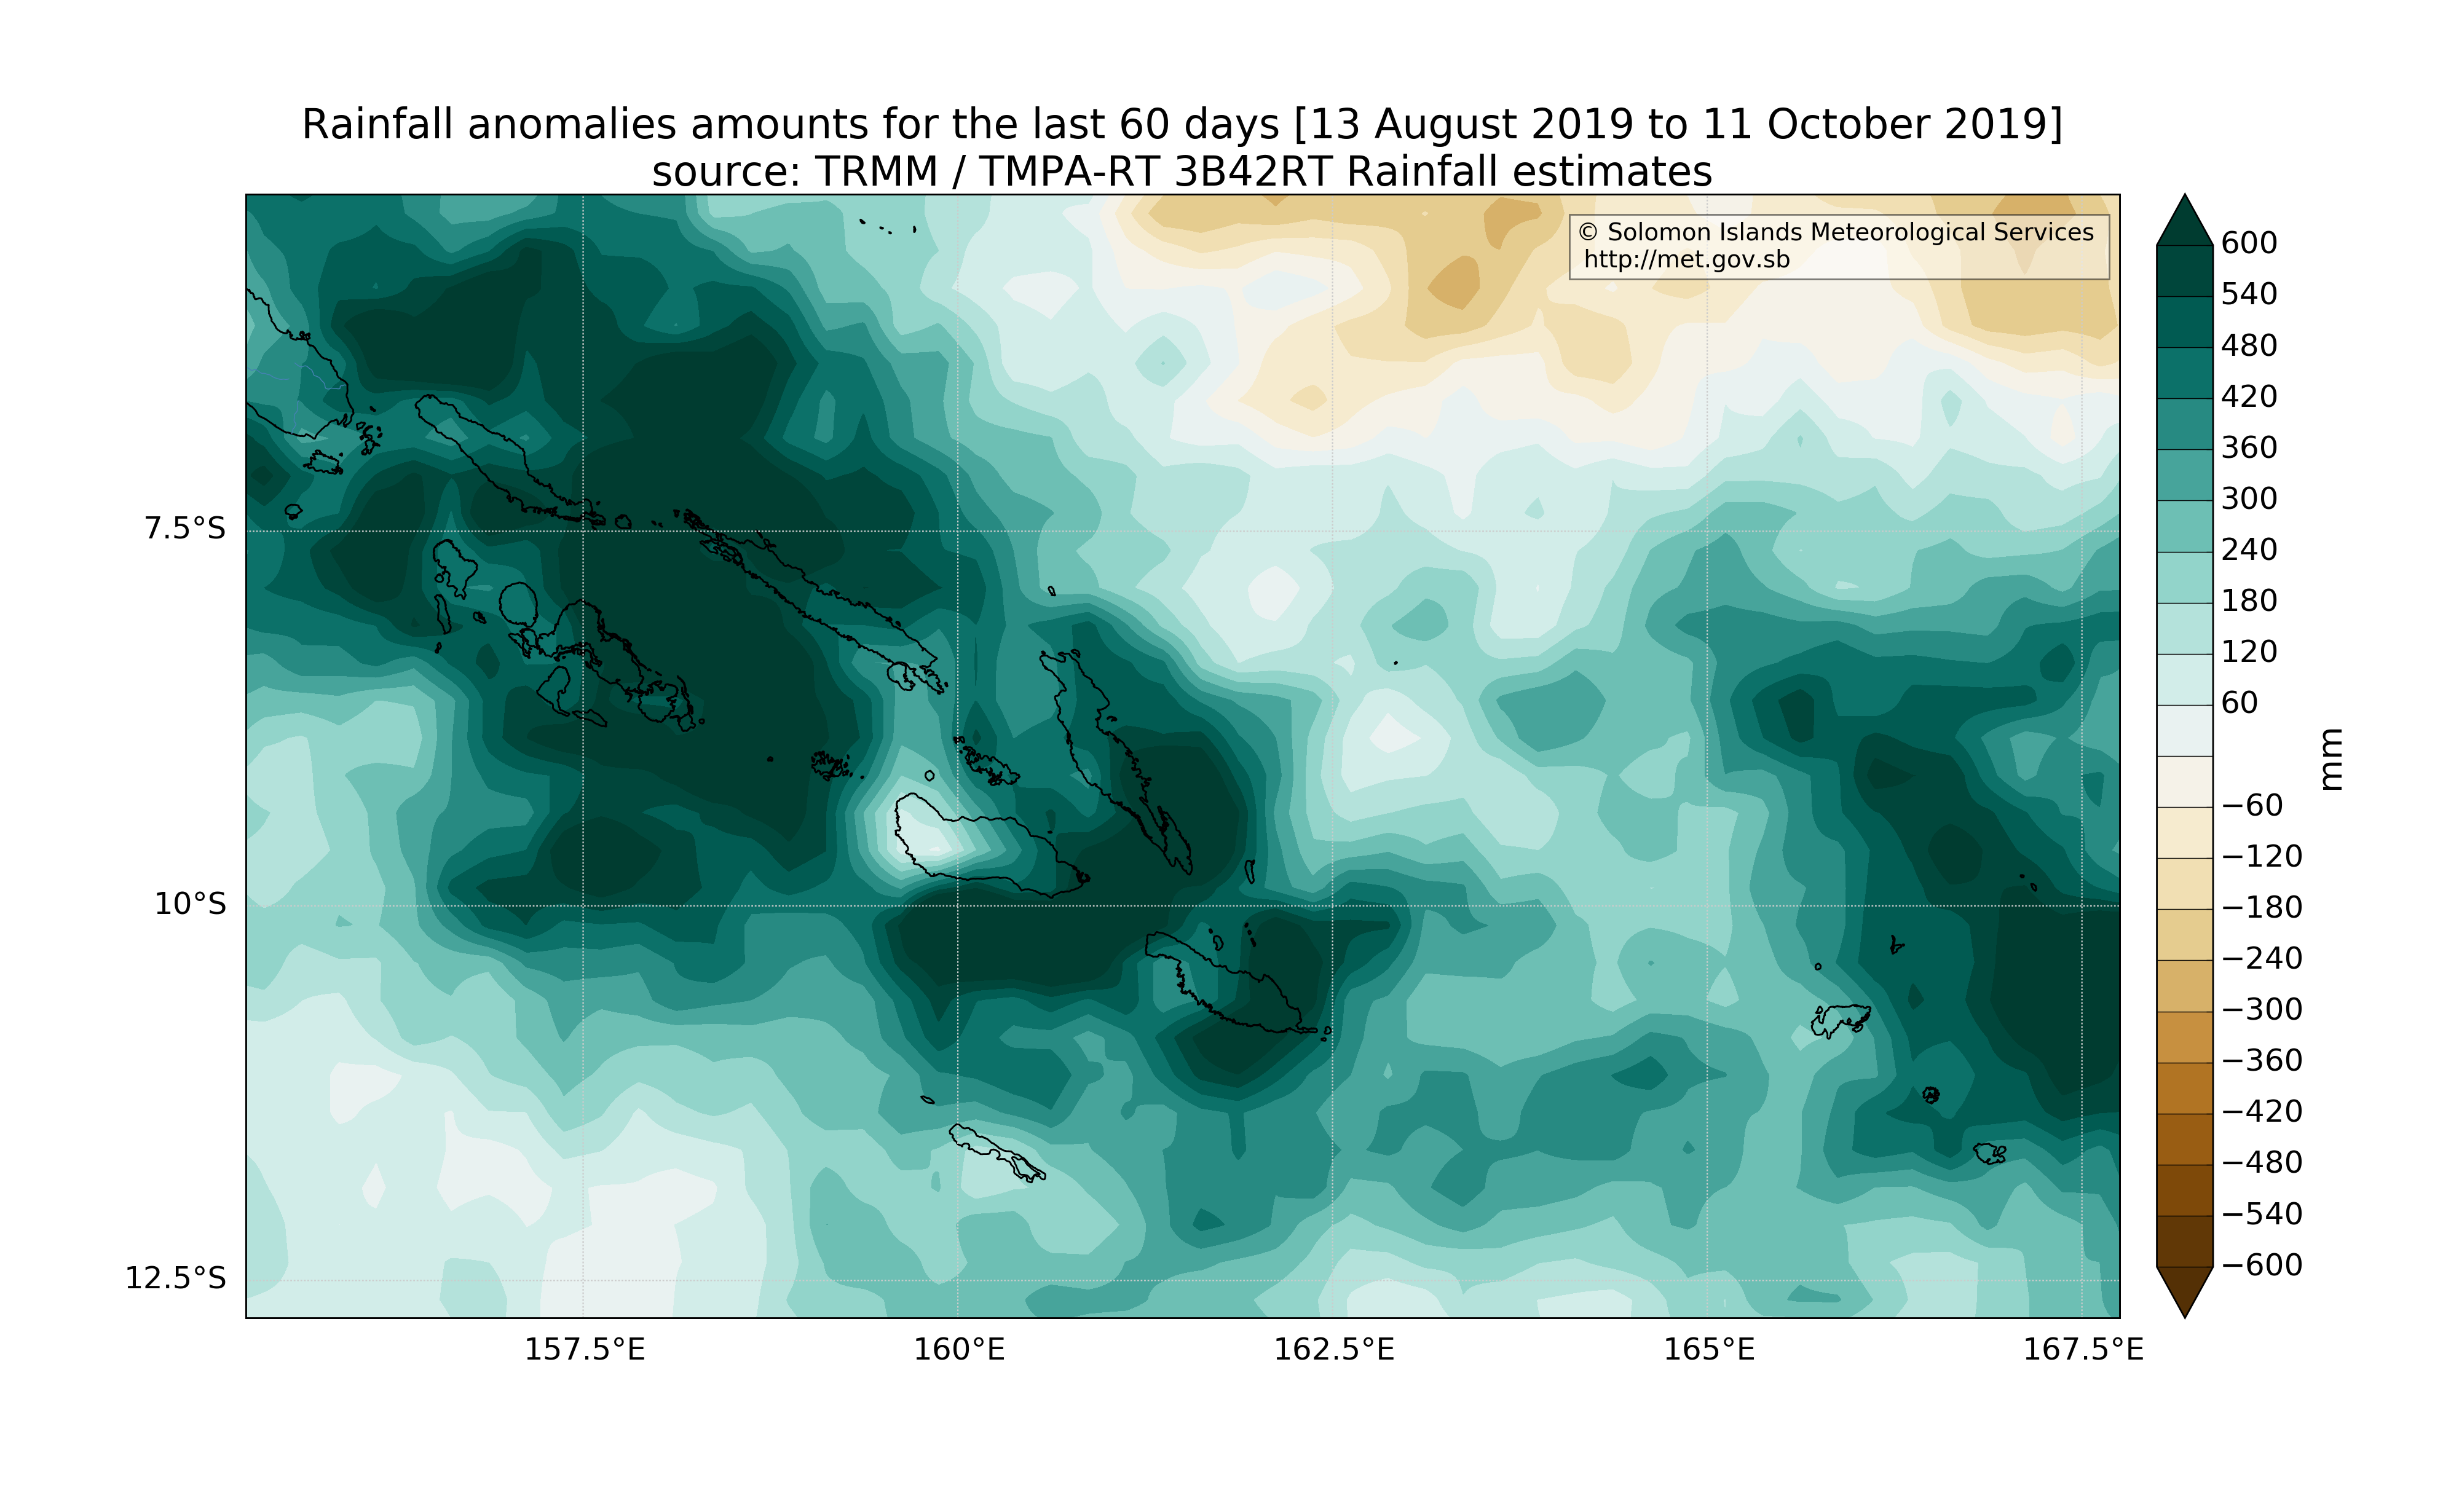 Rainfall anomalies amounts for the last 60 days [13 August 2019 to 11 October 2019]
source: TRMM / TMPA-RT 3B42RT Rainfall estimates
© Solomon Islands Meteorological Services
http://met.gov.sb
7.5°S
10°S
12.5°S
157.5°E
160°E
162.5°E
165°E
167.5°E
600
540
480
420
360
300
240
180
120
60
−60
−120
−180
−240
−300
−360
−420
−480
−540
−600
mm